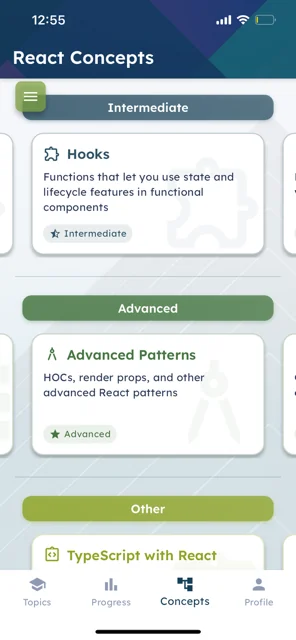 12:55
React Concepts
Intermediate
Hooks
Functions that let you use state and
lifecycle features in functional
components
Intermediate
Advanced
Advanced Patterns
HOCs, render props, and other
advanced React patterns
Advanced
Other
TypeScript with React
Topics
Progress
Concepts
Profile